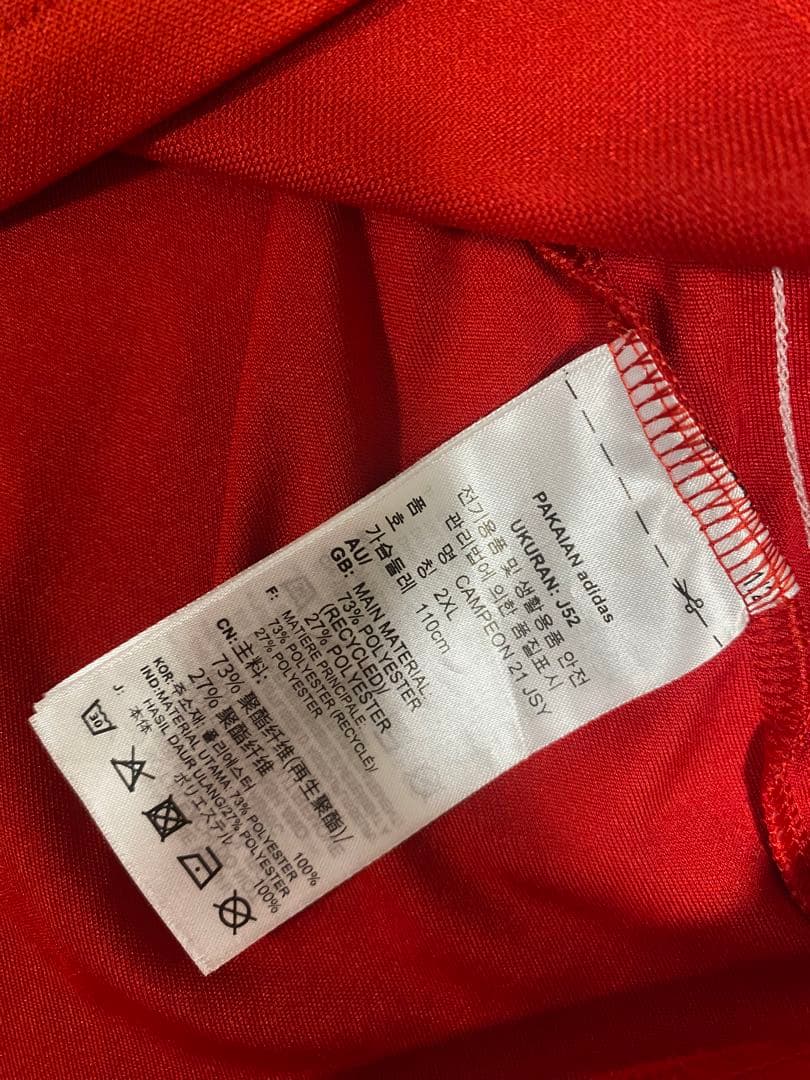 PAKAIAN adidas
UKURAN: J52
전기용품 및 생활용품 안전
관리법에 의한 품질표시
품 명 칭 CAMPEON 21 JSY
호 2XL
가슴둘레 110cm
AU/
GB: MAIN MATERIAL
73% POLYESTER
(RECYCLED)/
27% POLYESTER
F: MATIERE PRINCIPALE
73% POLYESTER (RECYCLÉ)/
27% POLYESTER
CN: 主料:
73% 聚酯纤维(再生聚酯)/
27% 聚酯纤维
KOR: 겉소재: 폴리에스터 100%
IND: MATERIAL UTAMA: 73% POLYESTER
HASIL DAUR ULANG/27% POLYESTER
J: 本体 ポリエステル 100%
30